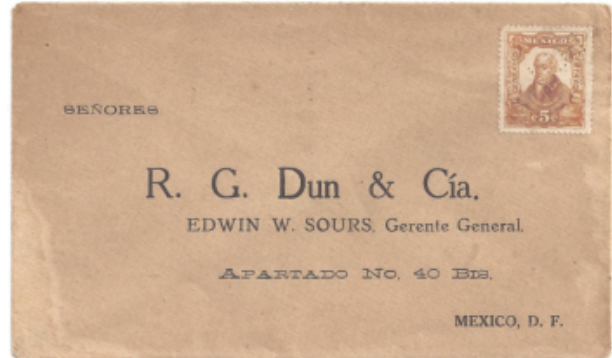 MEXICO
5
SEÑORES
R. G. Dun & Cía.
EDWIN W. SOURS, Gerente General.
APARTADO No. 40 BIS.
MEXICO, D. F.